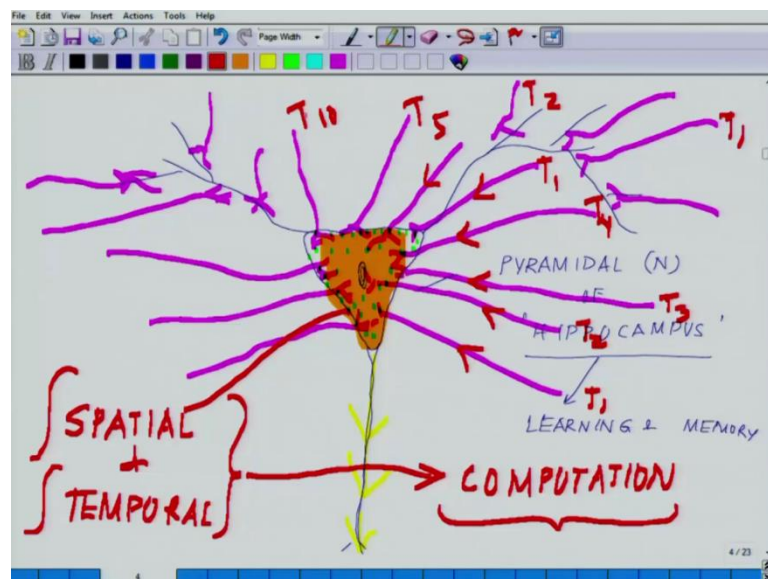 File Edit View Insert Actions Tools Help
Page Width
B I
T10
T5
T2
T1
T1
T4
PYRAMIDAL (N)
OF
'HIPPOCAMPUS'
T3
T2
T1
LEARNING & MEMORY
∫ SPATIAL
+
∫ TEMPORAL
COMPUTATION
4 / 23
4